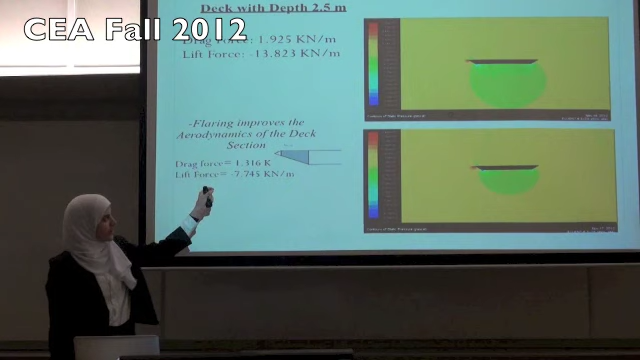 CEA Fall 2012
Deck with Depth 2.5 m
Drag Force: 1.925 KN/m
Lift Force: -13.823 KN/m
-Flaring improves the
Aerodynamics of the Deck
Section
Drag force= 1.316 K
Lift Force= -7.745 KN/m